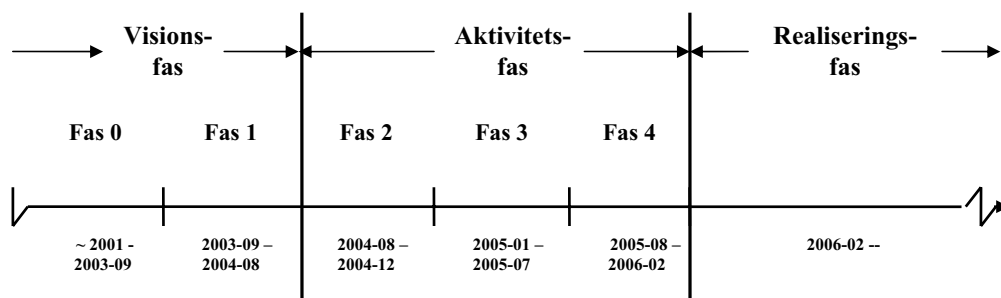 Visions-
fas
Aktivitets-
fas
Realiserings-
fas
Fas 0
Fas 1
Fas 2
Fas 3
Fas 4
~ 2001 -
2003-09
2003-09 –
2004-08
2004-08 –
2004-12
2005-01 –
2005-07
2005-08 –
2006-02
2006-02 --